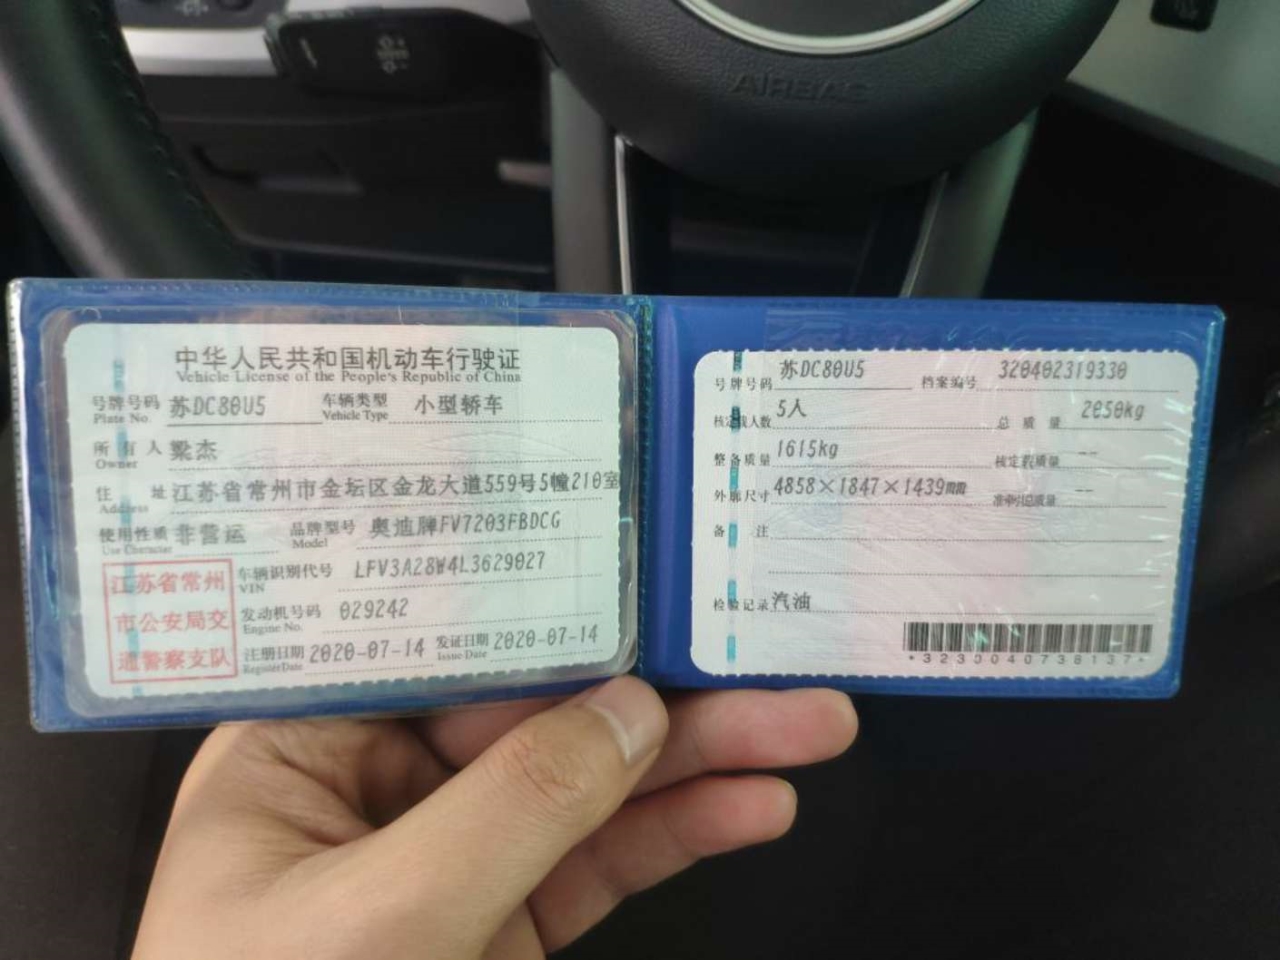 AIRBAG
中华人民共和国机动车行驶证
Vehicle License of the People's Republic of China
号牌号码 苏DC80U5 车辆类型 小型轿车
Plate No. Vehicle Type
所有人 梁杰
Owner
住址 江苏省常州市金坛区金龙大道559号5幢210室
Address
使用性质 非营运 品牌型号 奥迪牌FV7203FBDCG
Use Character Model
车辆识别代号 LFV3A28W4L3629027
VIN
发动机号码 029242
Engine No.
注册日期 2020-07-14 发证日期 2020-07-14
Register Date Issue Date
江苏省常州
市公安局交
通警察支队
号牌号码 苏DC80U5 档案编号 320402319330
核定载人数 5人 总质量 2050kg
整备质量 1615kg 核定载质量 --
外廓尺寸 4858×1847×1439mm 准牵引总质量 --
备注
检验记录 汽油
*3230040738137*